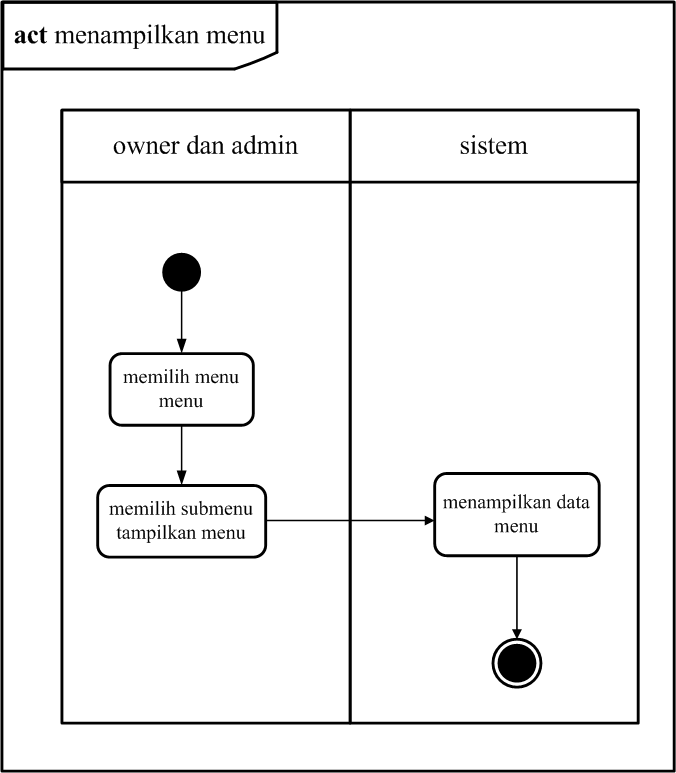 act menampilkan menu
owner dan admin
sistem
memilih menu
menu
memilih submenu
tampilkan menu
menampilkan data
menu